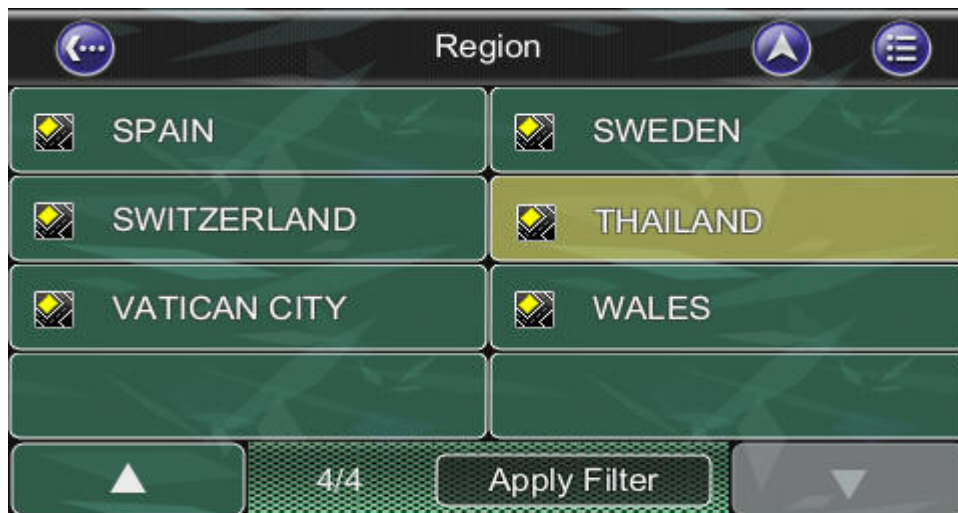 Region
SPAIN
SWEDEN
SWITZERLAND
THAILAND
VATICAN CITY
WALES
4/4
Apply Filter